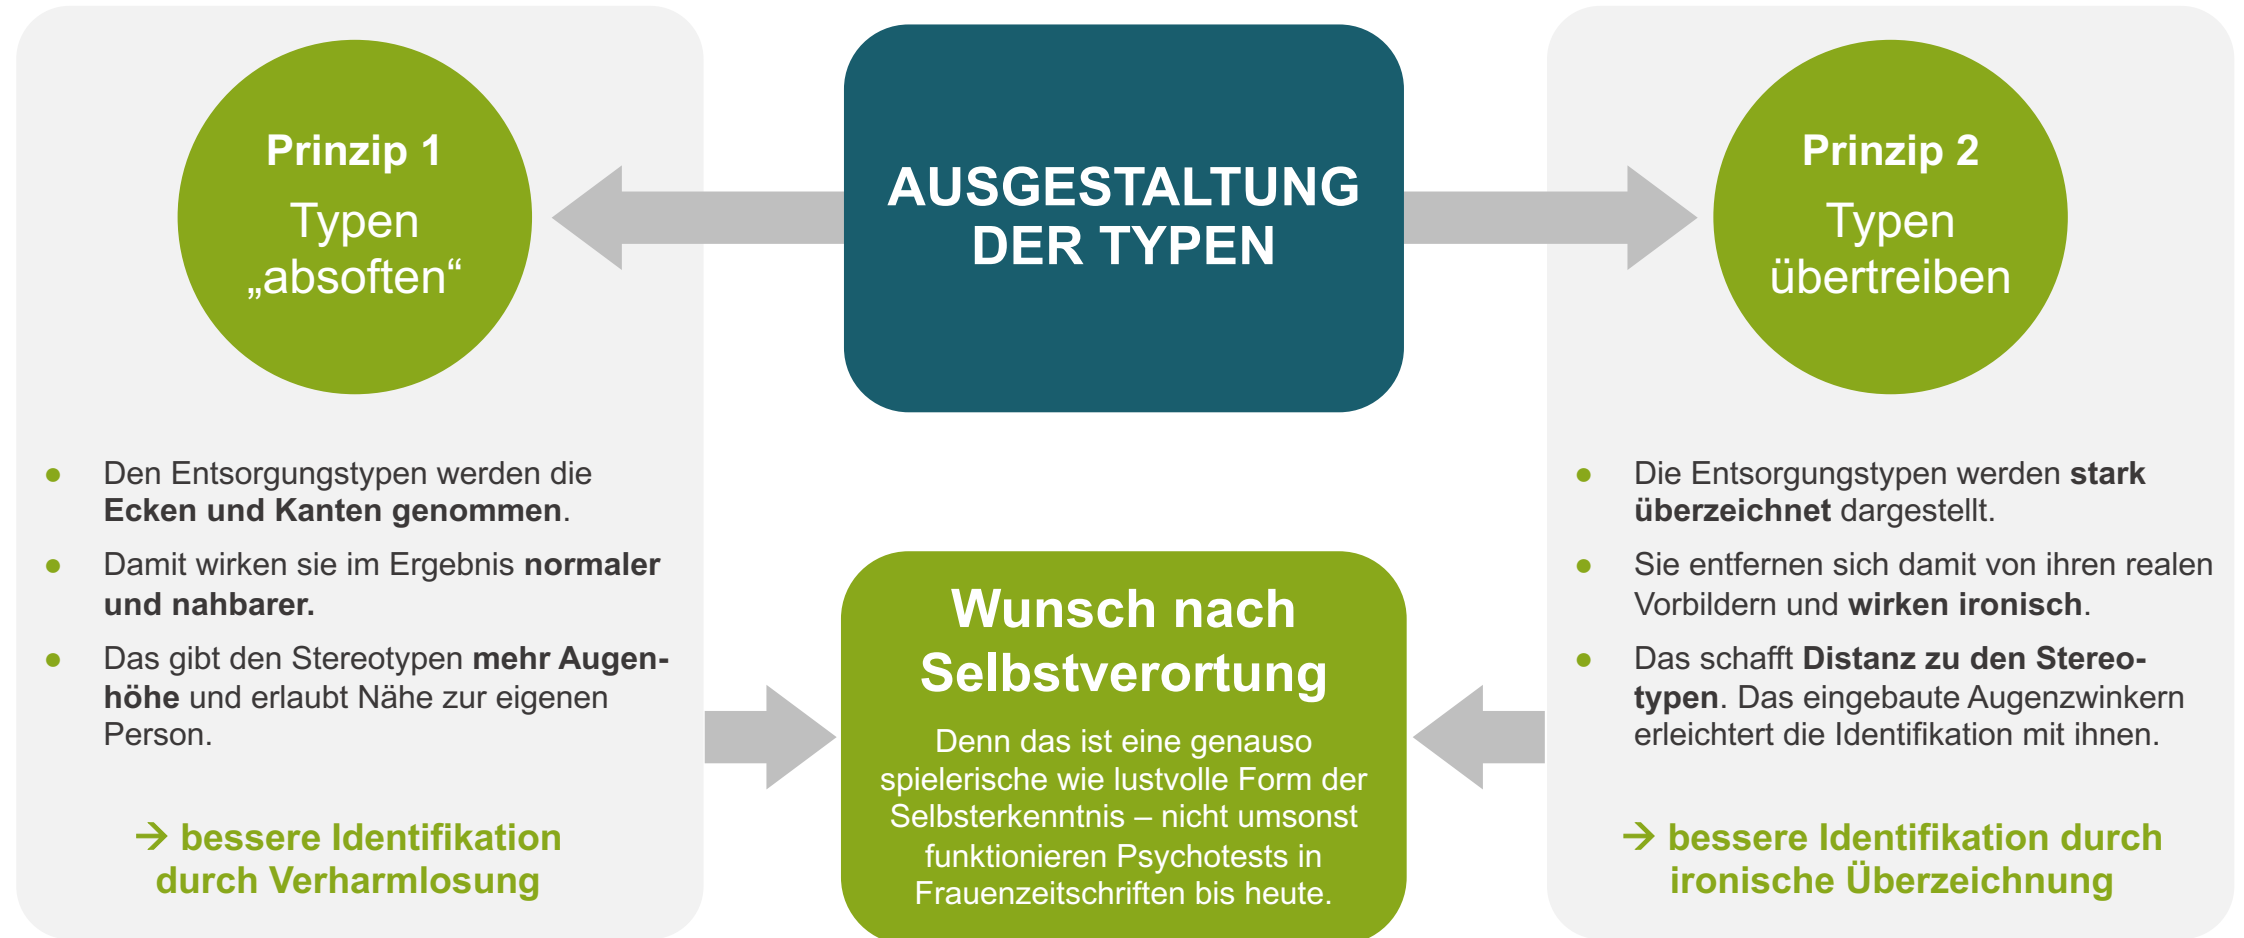 Prinzip 1
Typen
„absoften“
● Den Entsorgungstypen werden die
Ecken und Kanten genommen.
● Damit wirken sie im Ergebnis normaler
und nahbarer.
● Das gibt den Stereotypen mehr Augen-
höhe und erlaubt Nähe zur eigenen
Person.
→ bessere Identifikation
durch Verharmlosung
AUSGESTALTUNG
DER TYPEN
Wunsch nach
Selbstverortung
Denn das ist eine genauso
spielerische wie lustvolle Form der
Selbsterkenntnis – nicht umsonst
funktionieren Psychotests in
Frauenzeitschriften bis heute.
Prinzip 2
Typen
übertreiben
● Die Entsorgungstypen werden stark
überzeichnet dargestellt.
● Sie entfernen sich damit von ihren realen
Vorbildern und wirken ironisch.
● Das schafft Distanz zu den Stereo-
typen. Das eingebaute Augenzwinkern
erleichtert die Identifikation mit ihnen.
→ bessere Identifikation durch
ironische Überzeichnung